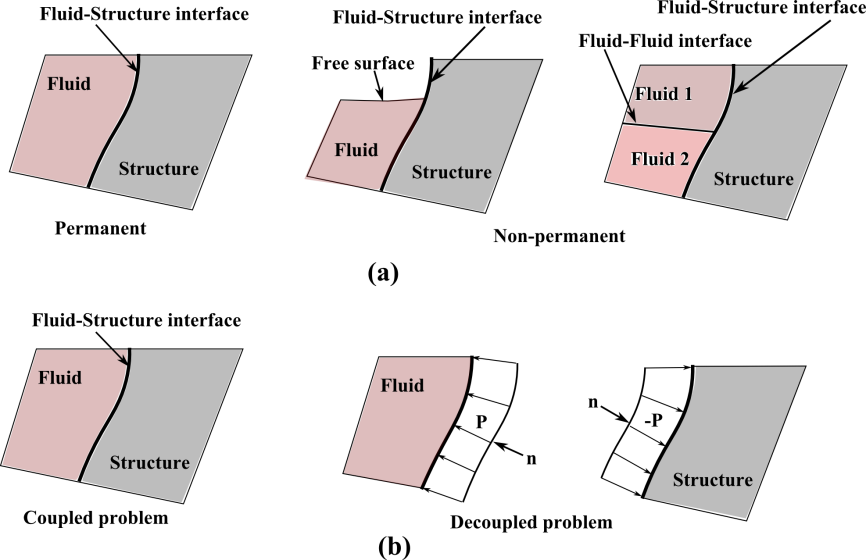 Fluid-Structure interface
Fluid
Structure
Permanent
Fluid-Structure interface
Free surface
Fluid
Structure
Fluid-Structure interface
Fluid-Fluid interface
Fluid 1
Fluid 2
Structure
Non-permanent
(a)
Fluid-Structure interface
Fluid
Structure
Coupled problem
Fluid
P
n
n
-P
Structure
Decoupled problem
(b)